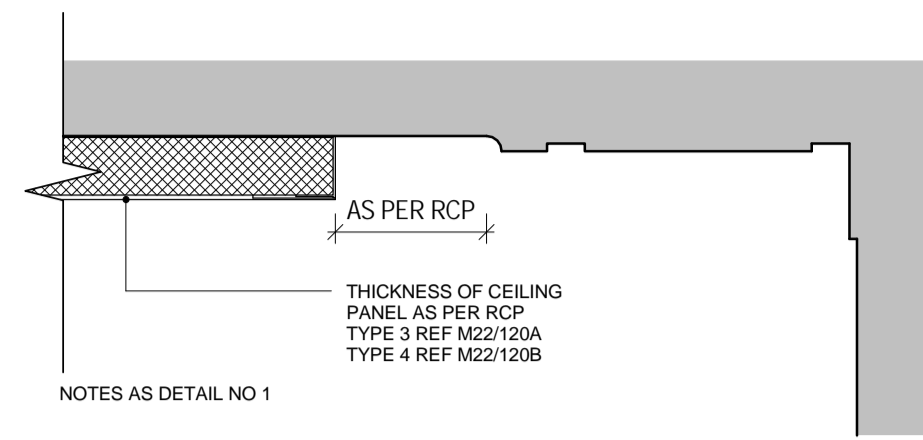 AS PER RCP
THICKNESS OF CEILING
PANEL AS PER RCP
TYPE 3 REF M22/120A
TYPE 4 REF M22/120B
NOTES AS DETAIL NO 1